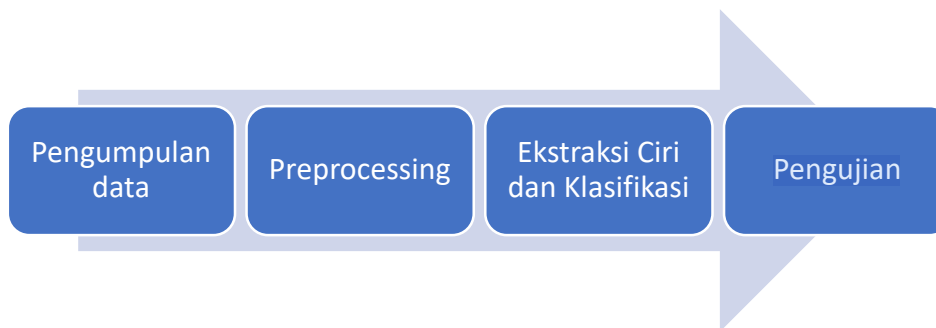 Pengumpulan
data
Preprocessing
Ekstraksi Ciri
dan Klasifikasi
Pengujian